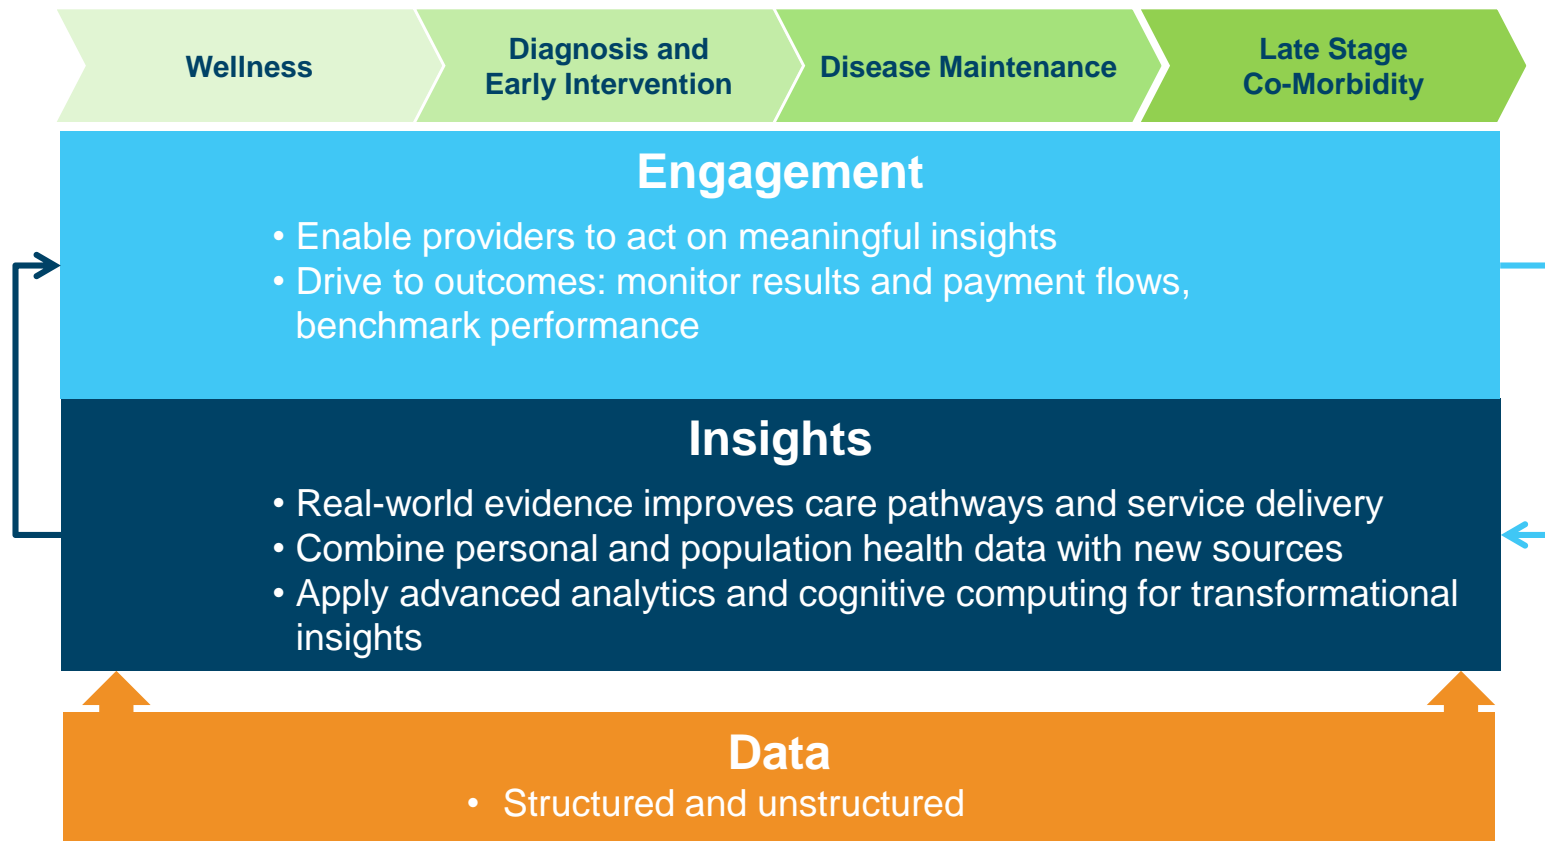 Wellness
Diagnosis and
Early Intervention
Disease Maintenance
Late Stage
Co-Morbidity
Engagement
• Enable providers to act on meaningful insights
• Drive to outcomes: monitor results and payment flows,
benchmark performance
Insights
• Real-world evidence improves care pathways and service delivery
• Combine personal and population health data with new sources
• Apply advanced analytics and cognitive computing for transformational
insights
Data
• Structured and unstructured